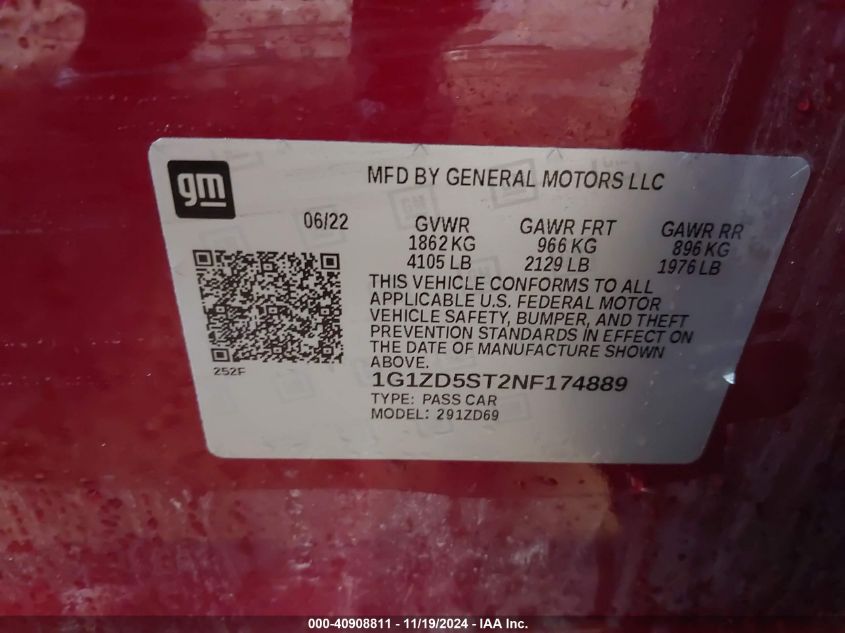 gm
MFD BY GENERAL MOTORS LLC
06/22 GVWR GAWR FRT GAWR RR
1862 KG 966 KG 896 KG
4105 LB 2129 LB 1976 LB
THIS VEHICLE CONFORMS TO ALL
APPLICABLE U.S. FEDERAL MOTOR
VEHICLE SAFETY, BUMPER, AND THEFT
PREVENTION STANDARDS IN EFFECT ON
THE DATE OF MANUFACTURE SHOWN
ABOVE.
252F
1G1ZD5ST2NF174889
TYPE: PASS CAR
MODEL: 291ZD69
000-40908811 - 11/19/2024 - IAA Inc.